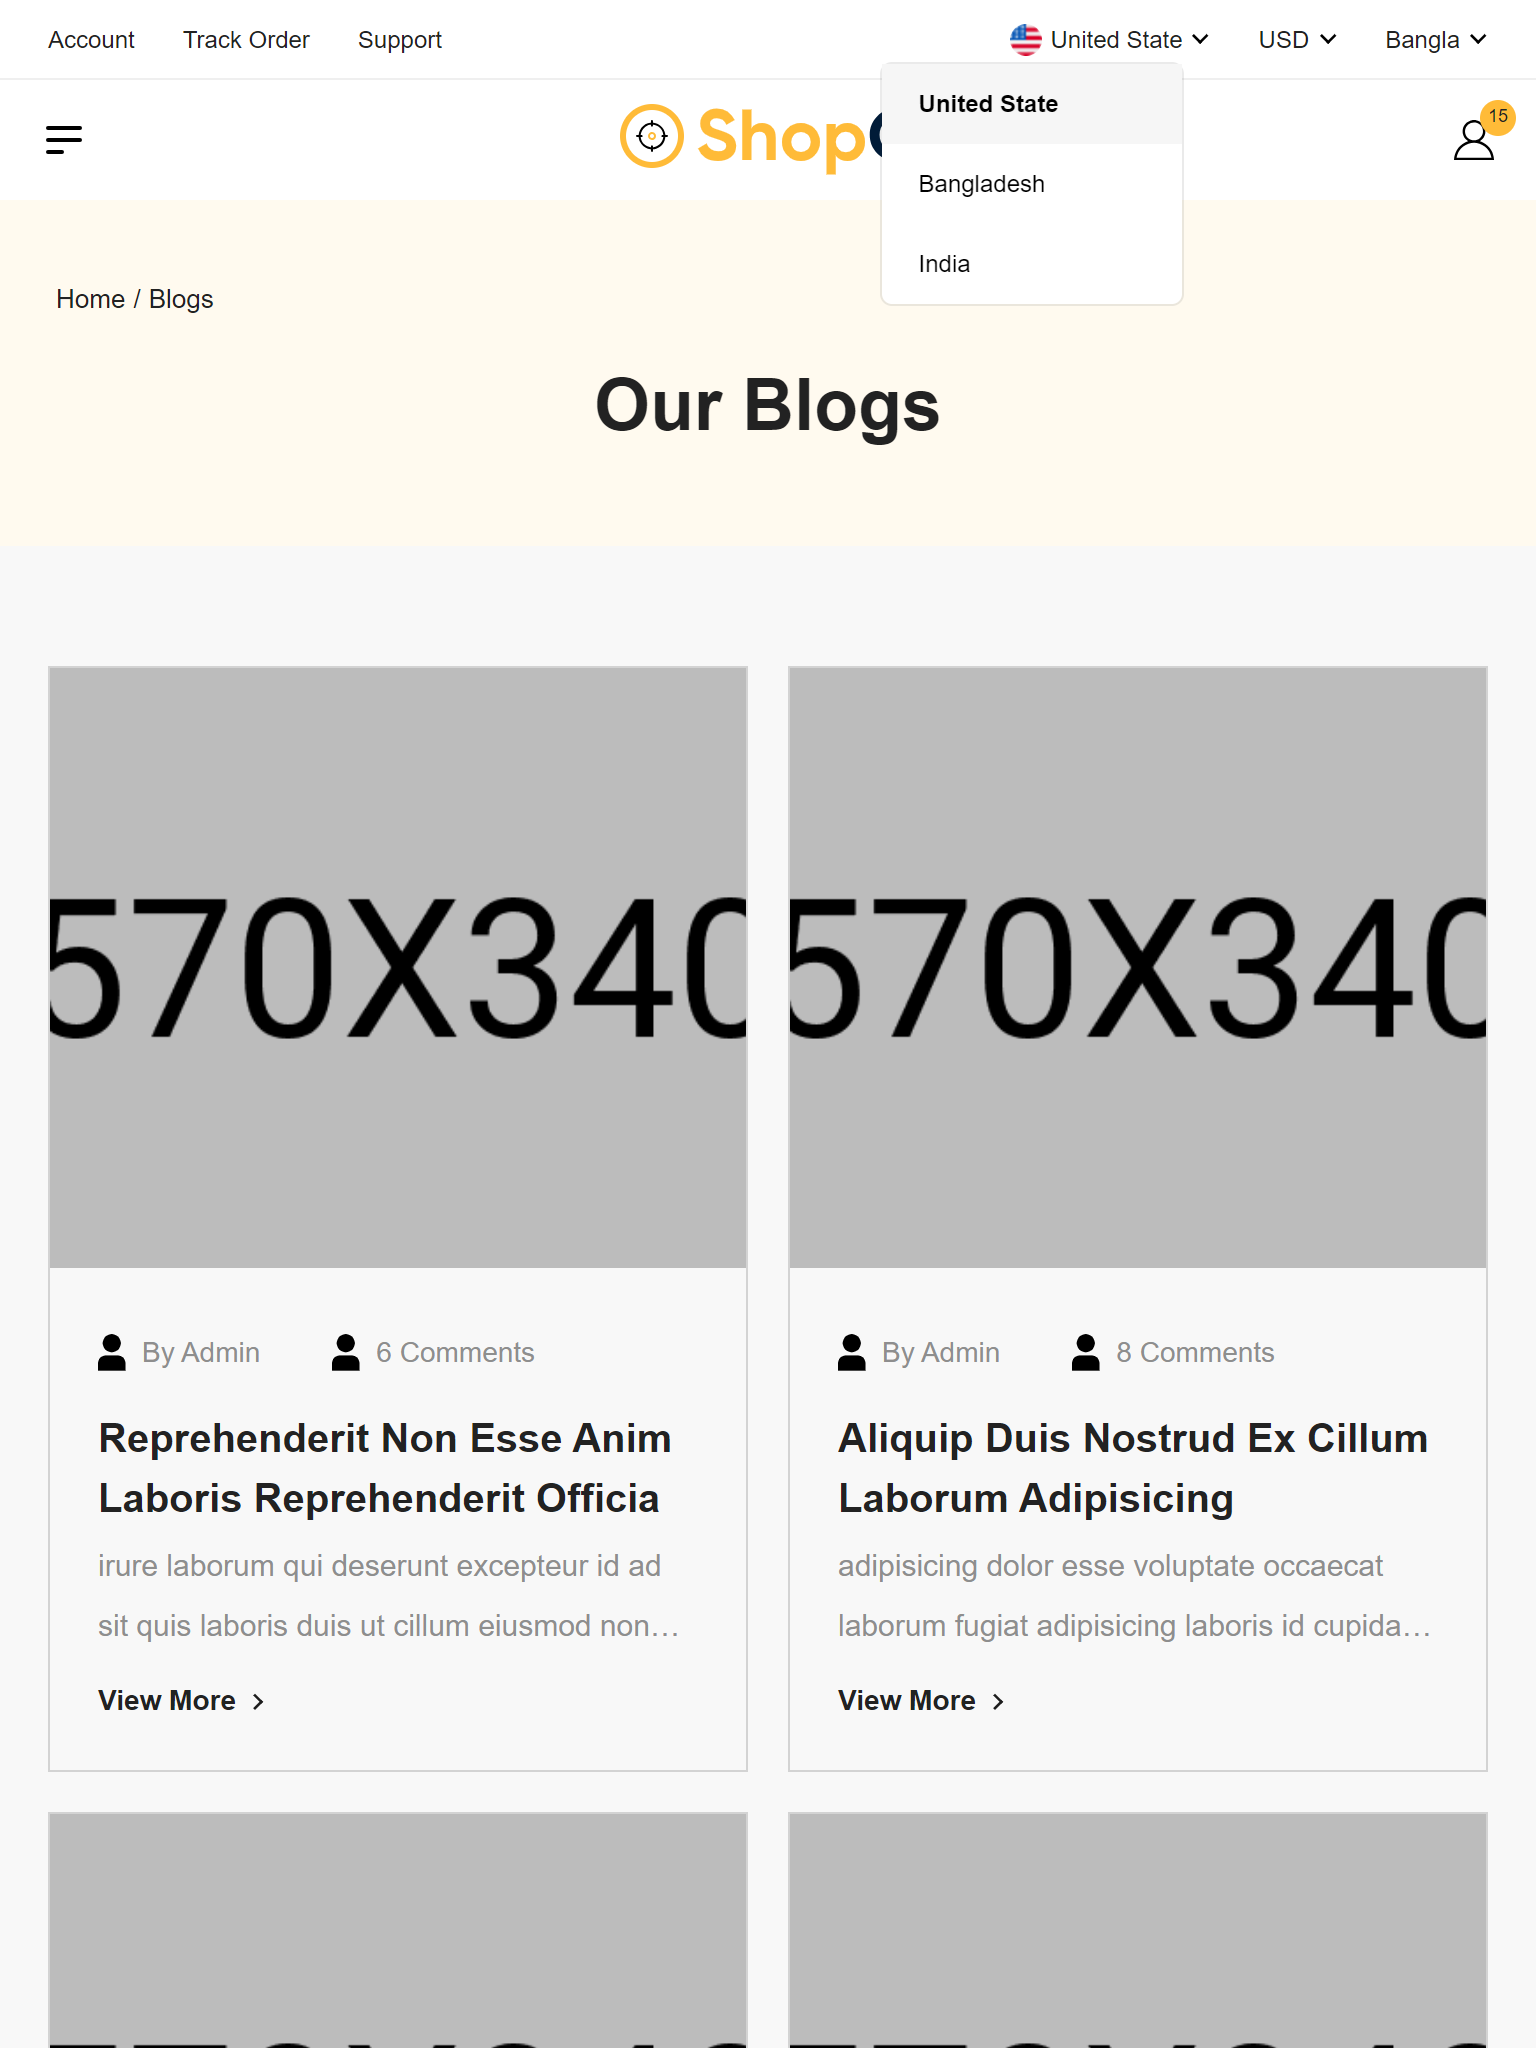 Account
Track Order
Support
United State
USD
Bangla
United State
Bangladesh
India
Shop
15
Home / Blogs
Our Blogs
570X340
570X340
By Admin
6 Comments
Reprehenderit Non Esse Anim
Laboris Reprehenderit Officia
irure laborum qui deserunt excepteur id ad
sit quis laboris duis ut cillum eiusmod non…
View More
By Admin
8 Comments
Aliquip Duis Nostrud Ex Cillum
Laborum Adipisicing
adipisicing dolor esse voluptate occaecat
laborum fugiat adipisicing laboris id cupida…
View More